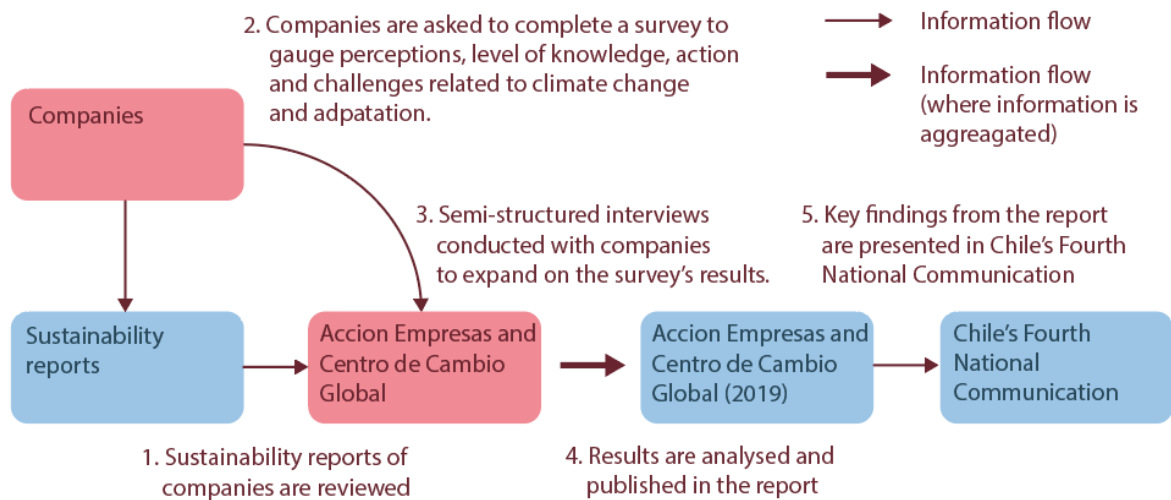 2. Companies are asked to complete a survey to
gauge perceptions, level of knowledge, action
and challenges related to climate change
and adpatation.
Information flow
Information flow
(where information is
aggreagated)
Companies
3. Semi-structured interviews
conducted with companies
to expand on the survey's results.
5. Key findings from the report
are presented in Chile's Fourth
National Communication
Sustainability
reports
Accion Empresas and
Centro de Cambio
Global
Accion Empresas and
Centro de Cambio
Global (2019)
Chile's Fourth
National
Communication
1. Sustainability reports of
companies are reviewed
4. Results are analysed and
published in the report